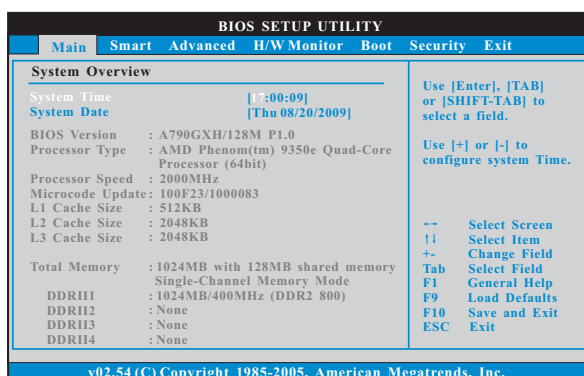 BIOS SETUP UTILITY
Main Smart Advanced H/W Monitor Boot Security Exit
System Overview
System Time [17:00:09]
System Date [Thu 08/20/2009]
BIOS Version : A790GXH/128M P1.0
Processor Type : AMD Phenom(tm) 9350e Quad-Core
Processor (64bit)
Processor Speed : 2000MHz
Microcode Update : 100F23/1000083
L1 Cache Size : 512KB
L2 Cache Size : 2048KB
L3 Cache Size : 2048KB
Total Memory : 1024MB with 128MB shared memory
Single-Channel Memory Mode
DDRII1 : 1024MB/400MHz (DDR2 800)
DDRII2 : None
DDRII3 : None
DDRII4 : None
Use [Enter], [TAB]
or [SHIFT-TAB] to
select a field.
Use [+] or [-] to
configure system Time.
←→ Select Screen
↑↓ Select Item
+- Change Field
Tab Select Field
F1 General Help
F9 Load Defaults
F10 Save and Exit
ESC Exit
v02.54 (C) Copyright 1985-2005, American Megatrends, Inc.